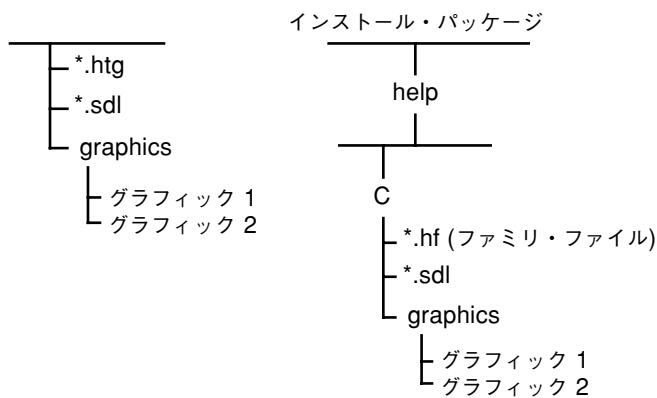 *.htg
*.sdl
graphics
グラフィック 1
グラフィック 2
インストール・パッケージ
help
C
*.hf (ファミリ・ファイル)
*.sdl
graphics
グラフィック 1
グラフィック 2